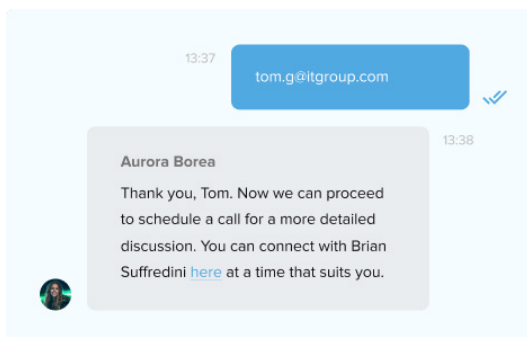 13:37
tom.g@itgroup.com
13:38
Aurora Borea
Thank you, Tom. Now we can proceed
to schedule a call for a more detailed
discussion. You can connect with Brian
Suffredini here at a time that suits you.